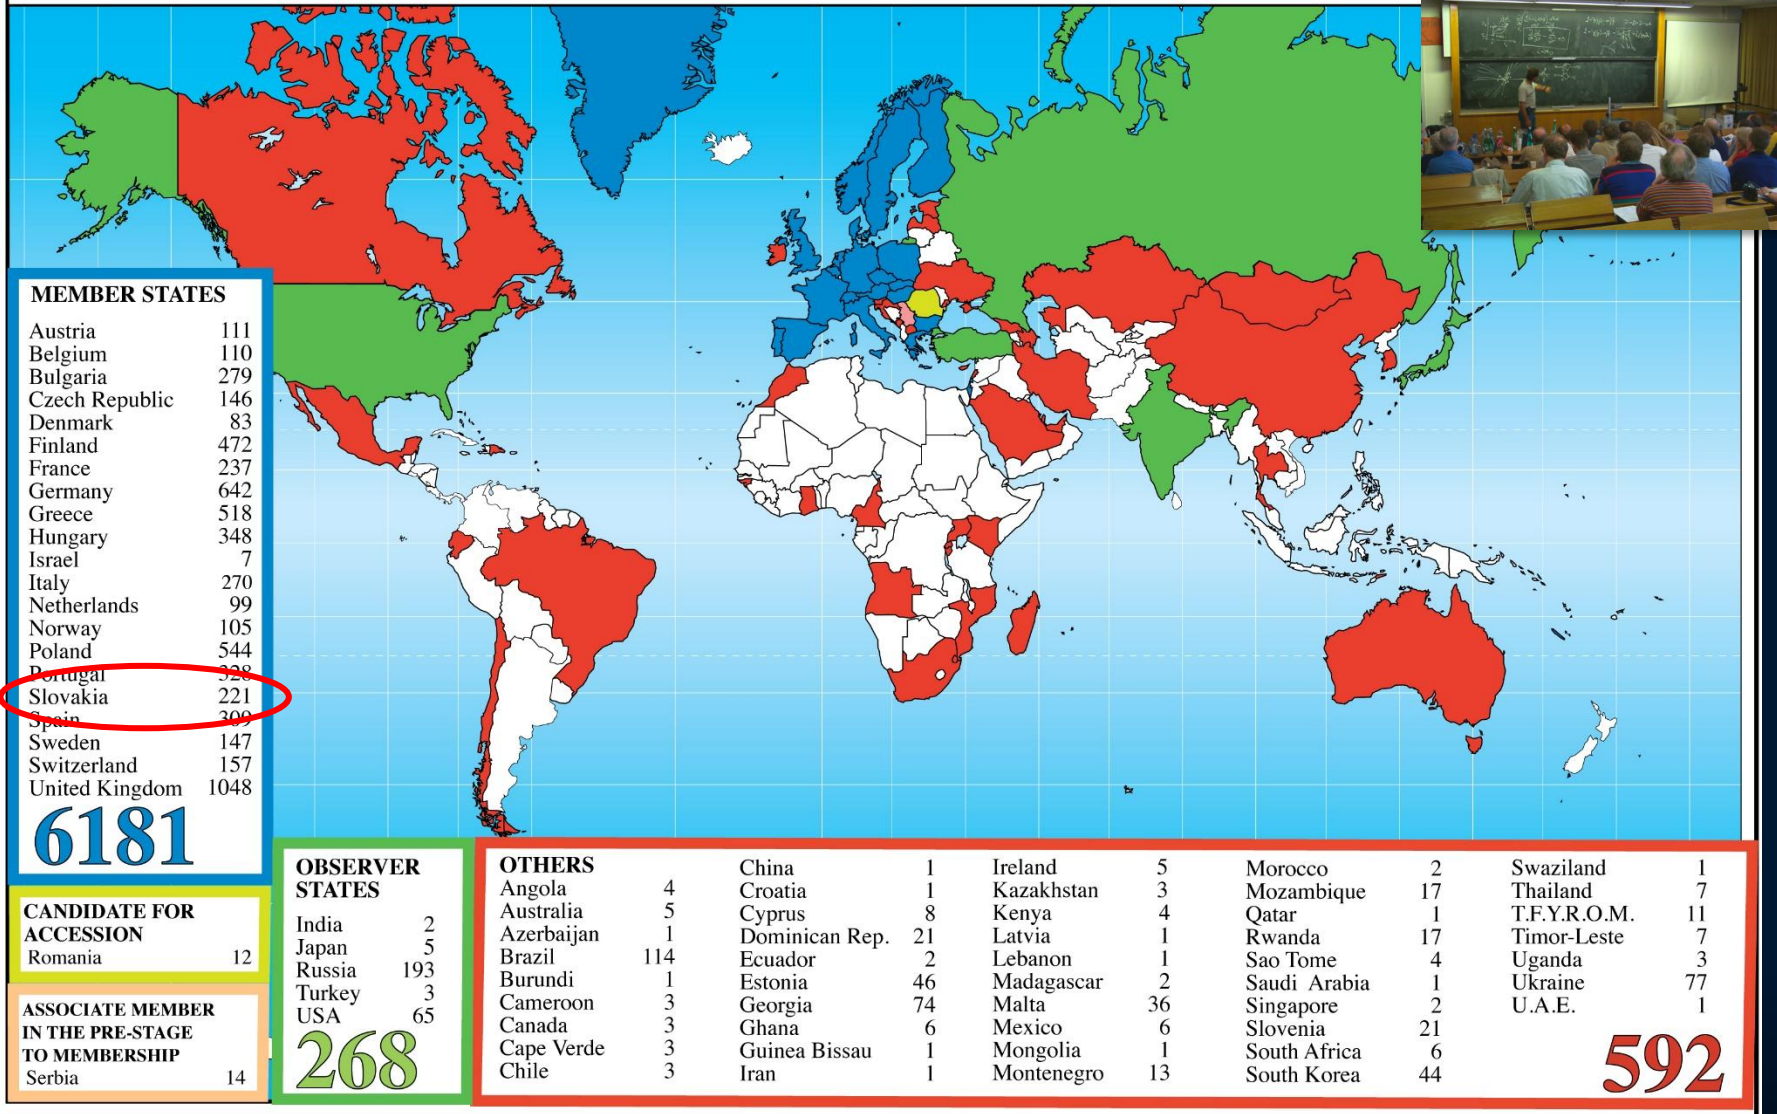 MEMBER STATES
Austria 111
Belgium 110
Bulgaria 279
Czech Republic 146
Denmark 83
Finland 472
France 237
Germany 642
Greece 518
Hungary 348
Israel 7
Italy 270
Netherlands 99
Norway 105
Poland 544
Portugal 328
Slovakia 221
Spain 309
Sweden 147
Switzerland 157
United Kingdom 1048
6181
CANDIDATE FOR
ACCESSION
Romania 12
ASSOCIATE MEMBER
IN THE PRE-STAGE
TO MEMBERSHIP
Serbia 14
OBSERVER
STATES
India 2
Japan 5
Russia 193
Turkey 3
USA 65
268
OTHERS
Angola 4
Australia 5
Azerbaijan 1
Brazil 114
Burundi 1
Cameroon 3
Canada 3
Cape Verde 3
Chile 3
China 1
Croatia 1
Cyprus 8
Dominican Rep. 21
Ecuador 2
Estonia 46
Georgia 74
Ghana 6
Guinea Bissau 1
Iran 1
Ireland 5
Kazakhstan 3
Kenya 4
Latvia 1
Lebanon 1
Madagascar 2
Malta 36
Mexico 6
Mongolia 1
Montenegro 13
Morocco 2
Mozambique 17
Qatar 1
Rwanda 17
Sao Tome 4
Saudi Arabia 1
Singapore 2
Slovenia 21
South Africa 6
South Korea 44
Swaziland 1
Thailand 7
T.F.Y.R.O.M. 11
Timor-Leste 7
Uganda 3
Ukraine 77
U.A.E. 1
592